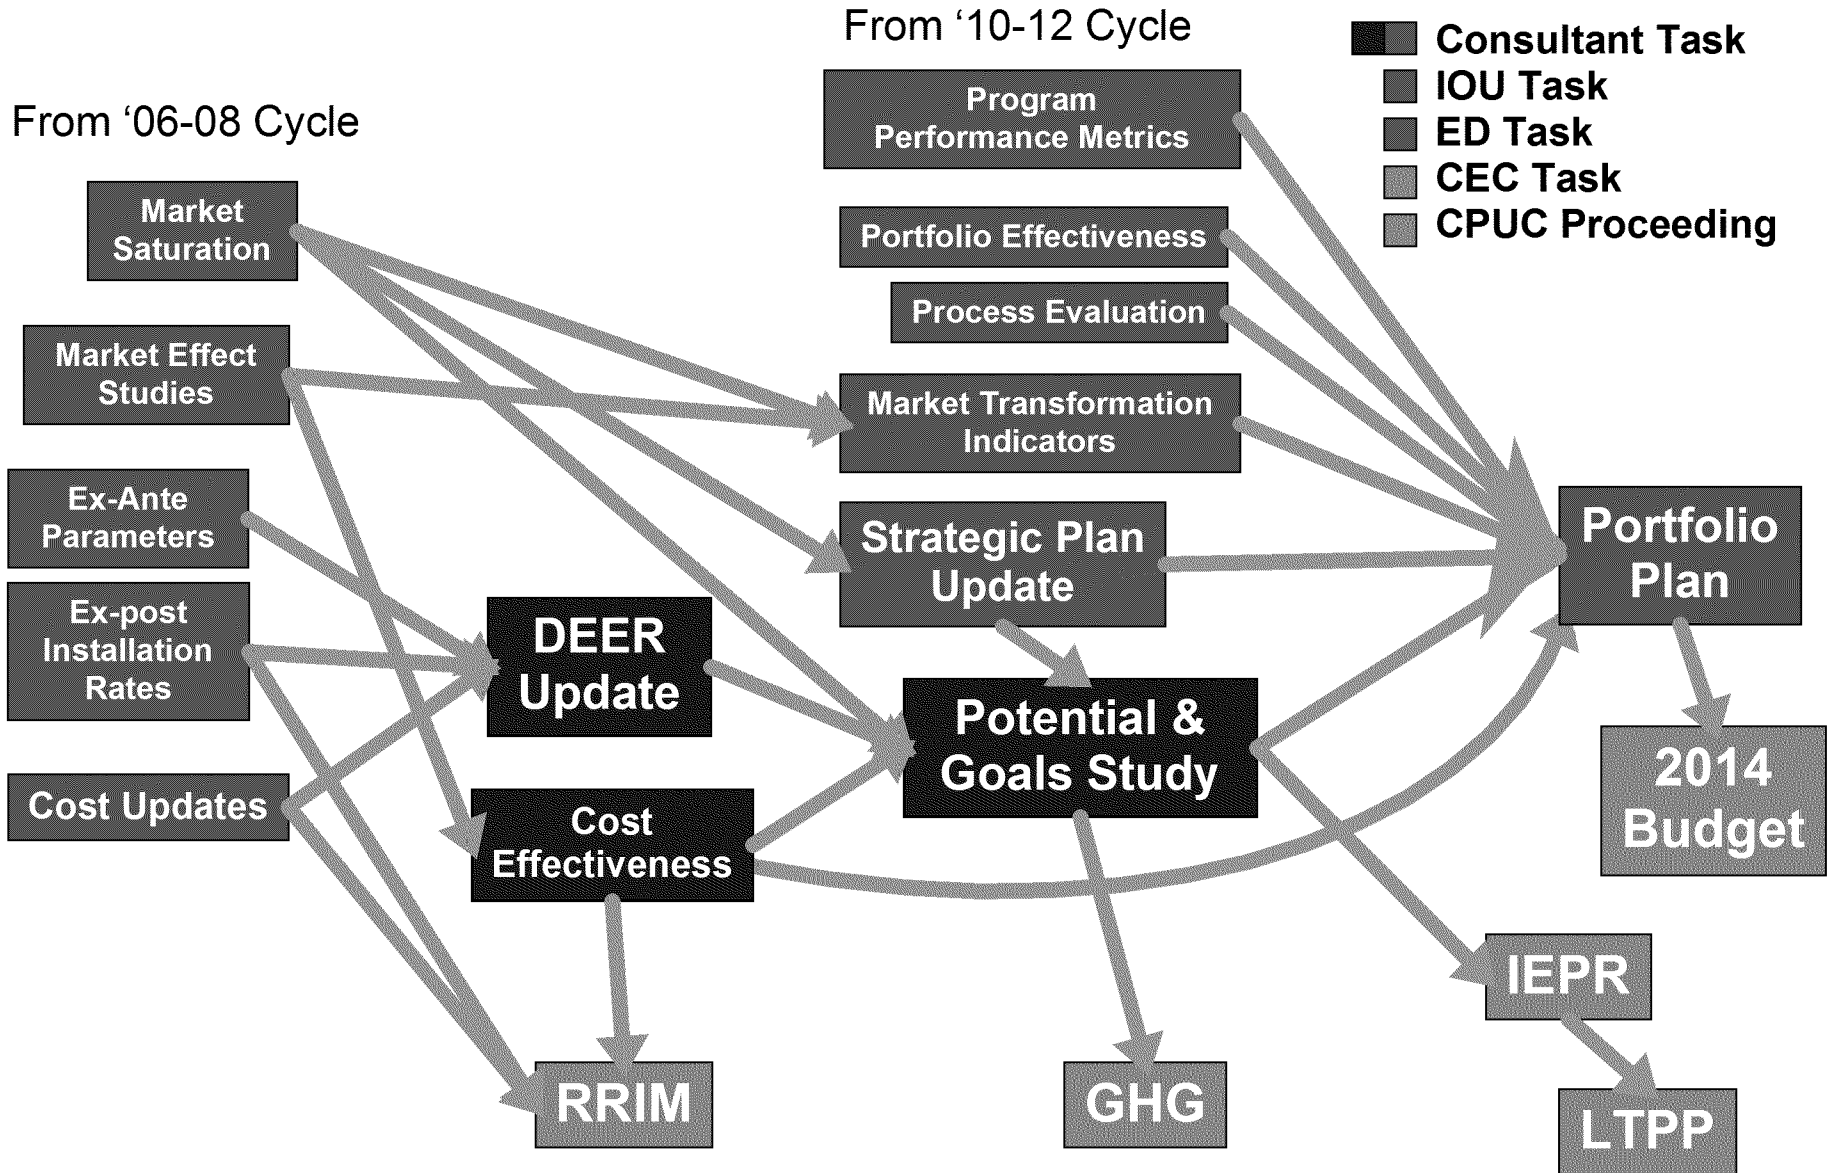 From ‘10-12 Cycle
Consultant Task
IOU Task
ED Task
CEC Task
CPUC Proceeding
From ‘06-08 Cycle
Program
Performance Metrics
Market
Saturation
Portfolio Effectiveness
Process Evaluation
Market Effect
Studies
Market Transformation
Indicators
Ex-Ante
Parameters
Strategic Plan
Update
Portfolio
Plan
Ex-post
Installation
Rates
DEER
Update
Potential &
Goals Study
2014
Budget
Cost Updates
Cost
Effectiveness
IEPR
RRIM
GHG
LTPP